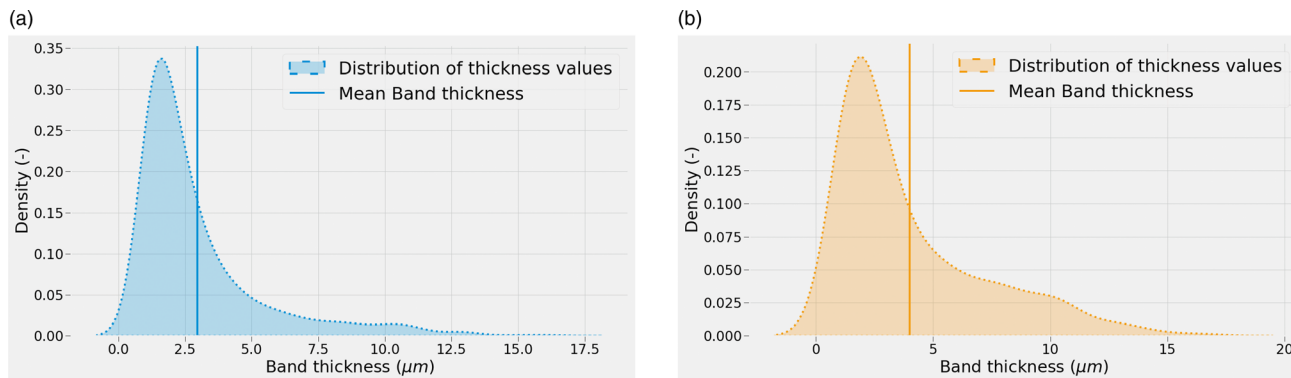 (a)
0.35
0.30
0.25
0.20
0.15
0.10
0.05
0.00
Density (-)
Distribution of thickness values
Mean Band thickness
0.0 2.5 5.0 7.5 10.0 12.5 15.0 17.5
Band thickness (μm)
(b)
0.200
0.175
0.150
0.125
0.100
0.075
0.050
0.025
0.000
Density (-)
Distribution of thickness values
Mean Band thickness
0 5 10 15 20
Band thickness (μm)